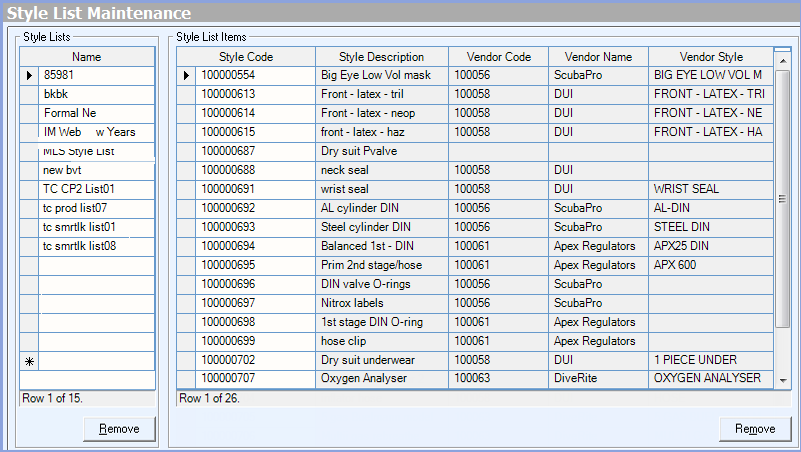 Style List Maintenance
Style Lists
Name
85981
bkbk
Formal Ne
IM Web w Years
MLS Style List
new bvt
TC CP2 List01
tc prod list07
tc smrtlk list01
tc smrtlk list08
Row 1 of 15.
Remove
Style List Items
Style Code Style Description Vendor Code Vendor Name Vendor Style
100000554 Big Eye Low Vol mask 100056 ScubaPro BIG EYE LOW VOL M
100000613 Front - latex - tril 100058 DUI FRONT - LATEX - TRI
100000614 Front - latex - neop 100058 DUI FRONT - LATEX - NE
100000615 front - latex - haz 100058 DUI FRONT - LATEX - HA
100000687 Dry suit Pvalve
100000688 neck seal 100058 DUI
100000691 wrist seal 100058 DUI WRIST SEAL
100000692 AL cylinder DIN 100056 ScubaPro AL-DIN
100000693 Steel cylinder DIN 100056 ScubaPro STEEL DIN
100000694 Balanced 1st - DIN 100061 Apex Regulators APX25 DIN
100000695 Prim 2nd stage/hose 100061 Apex Regulators APX 600
100000696 DIN valve O-rings 100056 ScubaPro
100000697 Nitrox labels 100056 ScubaPro
100000698 1st stage DIN O-ring 100061 Apex Regulators
100000699 hose clip 100061 Apex Regulators
100000702 Dry suit underwear 100058 DUI 1 PIECE UNDER
100000707 Oxygen Analyser 100063 DiveRite OXYGEN ANALYSER
Row 1 of 26.
Remove